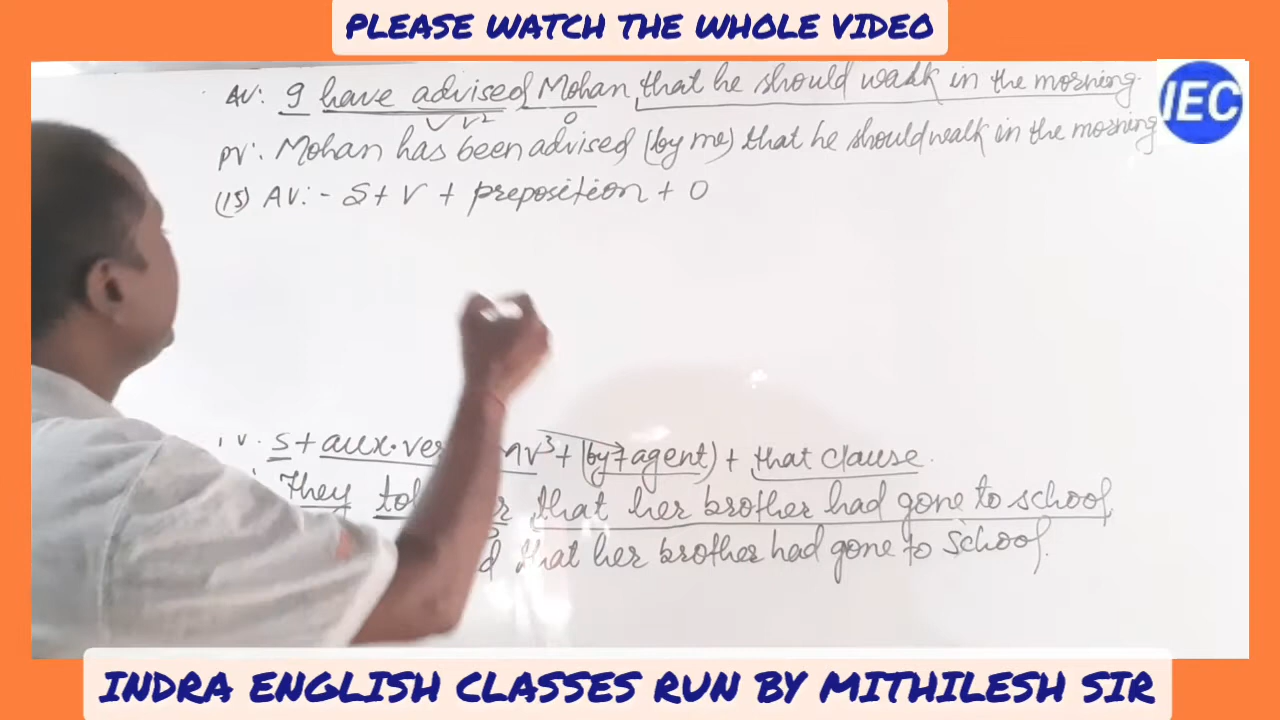 PLEASE WATCH THE WHOLE VIDEO
AV: I have advised Mohan that he should walk in the morning.
V V2 O
IEC
PV: Mohan has been advised (by me) that he should walk in the morning
(15) AV:- S + V + preposition + O
S + aux. ver V3 + (by + agent) + that clause.
They that her brother had gone to school
that her brother had gone to school.
INDRA ENGLISH CLASSES RUN BY MITHILESH SIR